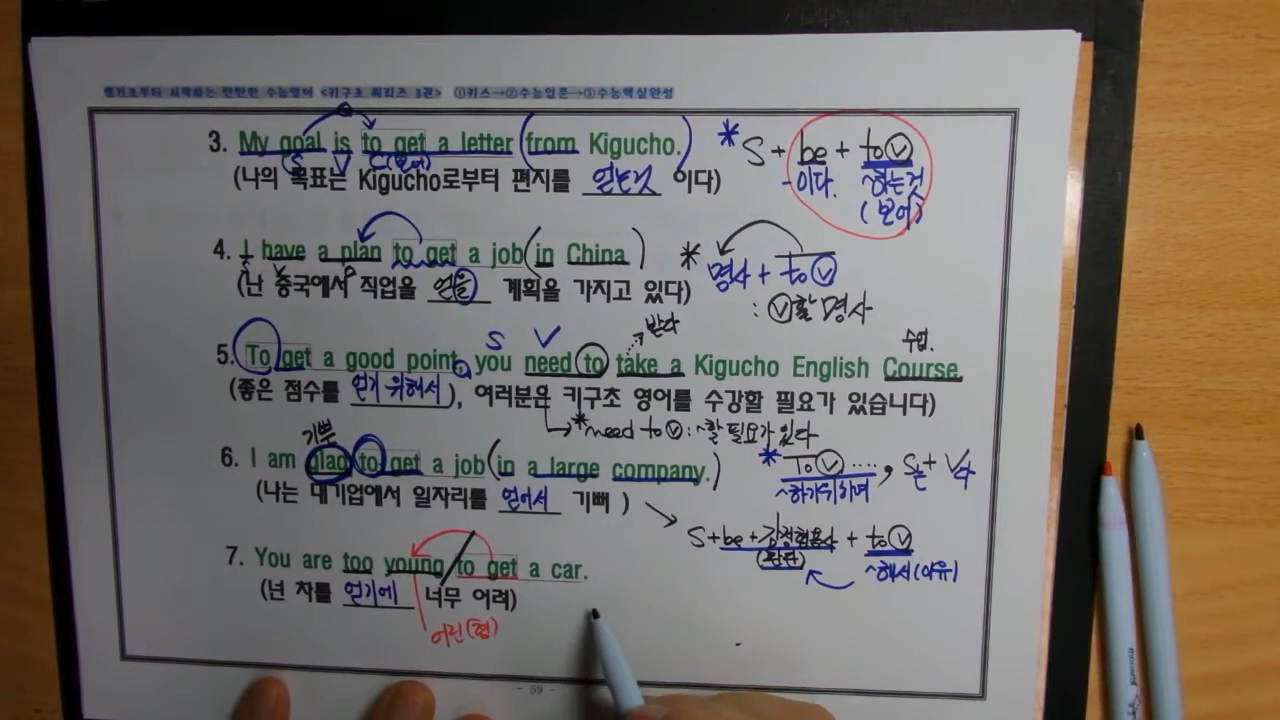 쌩기초부터 시작하는 탄탄한 수능영어 <키구초 씨리즈 3권> ①키스→②수능입문→③수능핵심완성
3. My goal is to get a letter (from Kigucho.)
S V C(보어)
(나의 목표는 Kigucho로부터 편지를 얻는것 이다)
* S + be + to ⓥ
-이다. ~하는것
(보어)
4. I have a plan to get a job (in China)
(난 중국에서 직업을 얻을 계획을 가지고 있다)
* 명사 + to ⓥ
: ⓥ할 명사
S V 받다 수업.
5. To get a good point, you need to take a Kigucho English Course.
(좋은 점수를 얻기 위해서), 여러분은 키구초 영어를 수강할 필요가 있습니다)
* need to ⓥ : ~할 필요가 있다
기쁜
6. I am glad to get a job (in a large company.)
(나는 대기업에서 일자리를 얻어서 기뻐 )
* To ⓥ ...., S는 + V다
~하기위하여
S + be + 감정형용사 + to ⓥ
~해서 (이유)
7. You are too young / to get a car.
(넌 차를 얻기에 너무 어려)
어린(형)
- 59 -